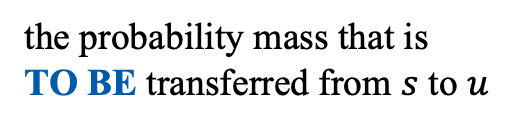 the probability mass that is
TO BE transferred from s to u